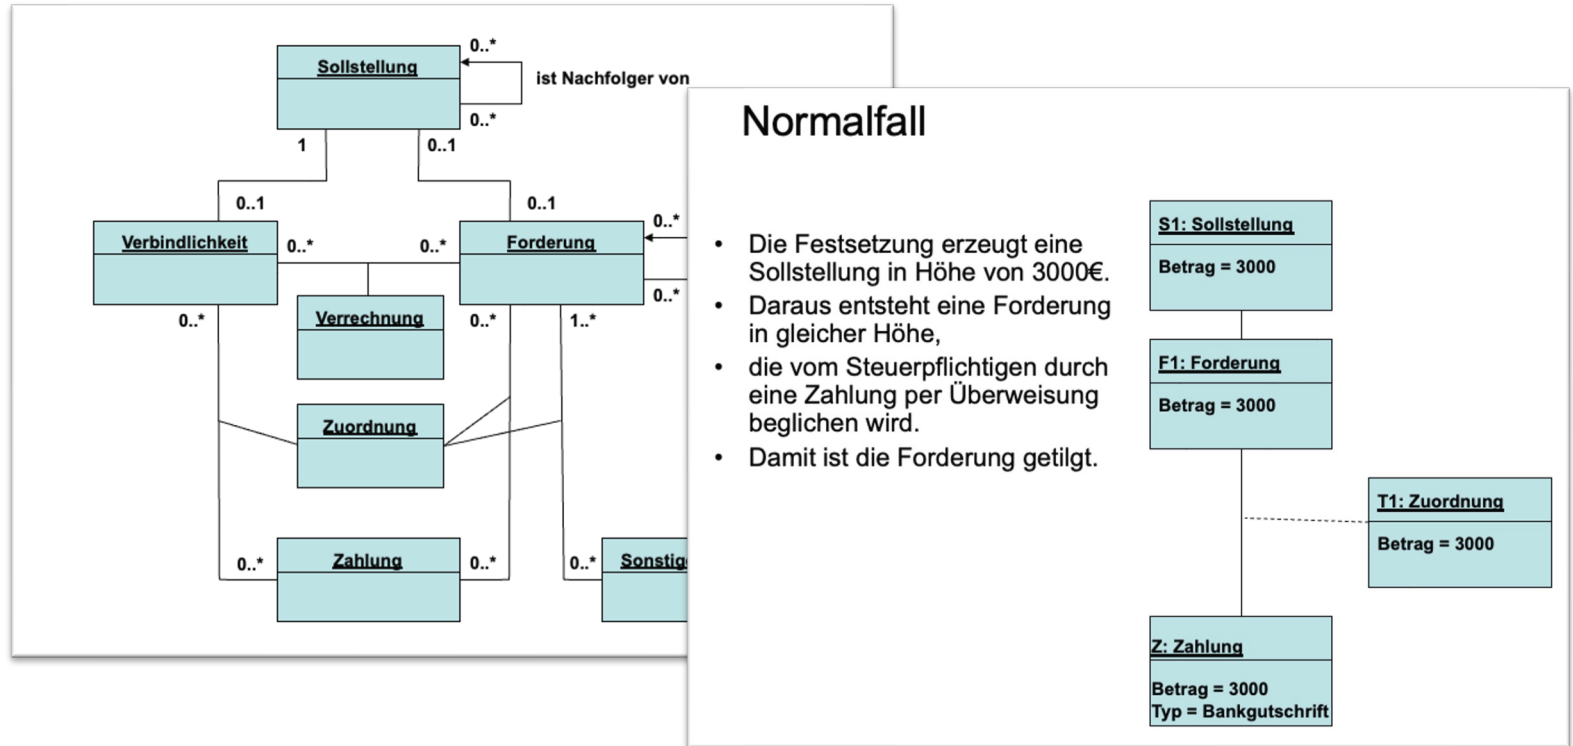 0..*
Sollstellung
ist Nachfolger von
0..*
1
0..1
0..1
0..1
0..*
Verbindlichkeit
0..*
0..*
Forderung
0..*
0..*
Verrechnung
0..*
1..*
Zuordnung
0..*
Zahlung
0..*
0..*
Normalfall
• Die Festsetzung erzeugt eine
Sollstellung in Höhe von 3000€.
• Daraus entsteht eine Forderung
in gleicher Höhe,
• die vom Steuerpflichtigen durch
eine Zahlung per Überweisung
beglichen wird.
• Damit ist die Forderung getilgt.
S1: Sollstellung
Betrag = 3000
F1: Forderung
Betrag = 3000
T1: Zuordnung
Betrag = 3000
Z: Zahlung
Betrag = 3000
Typ = Bankgutschrift